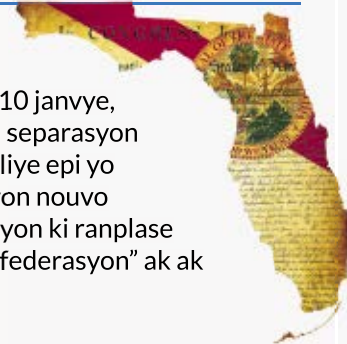 10 janvye,
separasyon
liye epi yo
on nouvo
yon ki ranplase
federasyon” ak ak